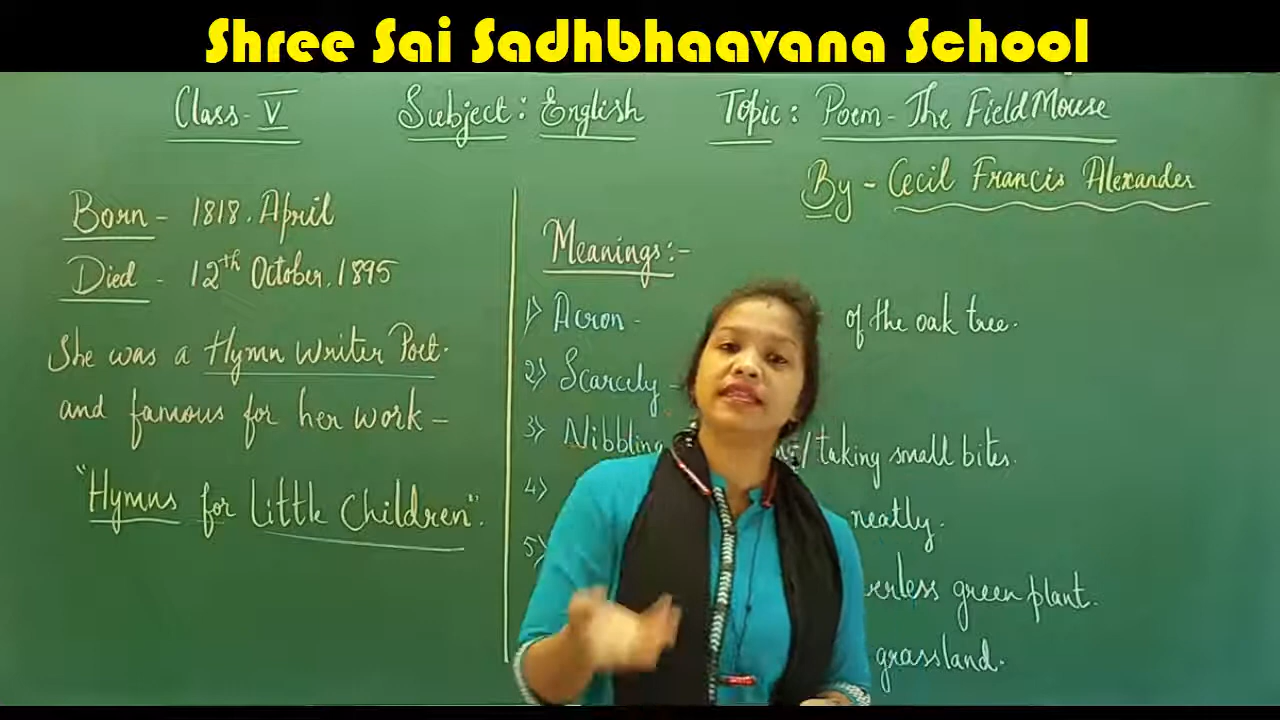 Shree Sai Sadhbhaavana School
Class - V Subject : English Topic : Poem - The Field Mouse
By - Cecil Francis Alexander
Born - 1818. April
Died - 12th October, 1895
She was a Hymn Writer Poet.
and famous for her work -
"Hymns for Little Children".
Meanings :-
1) Acron - of the oak tree.
2) Scarcely -
3) Nibbling / taking small bites.
4) neatly.
5) erless green plant.
grassland.